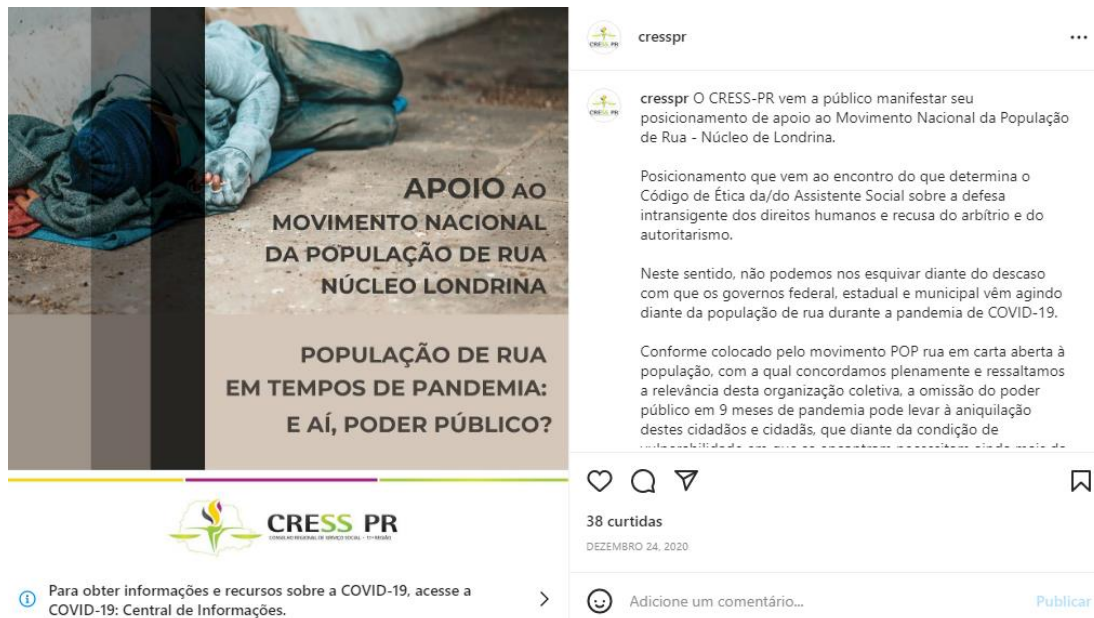 APOIO AO
MOVIMENTO NACIONAL
DA POPULAÇÃO DE RUA
NÚCLEO LONDRINA
POPULAÇÃO DE RUA
EM TEMPOS DE PANDEMIA:
E AÍ, PODER PÚBLICO?
CRESS PR
CONSELHO REGIONAL DE SERVIÇO SOCIAL - 11ª REGIÃO
Para obter informações e recursos sobre a COVID-19, acesse a
COVID-19: Central de Informações.
cresspr
cresspr O CRESS-PR vem a público manifestar seu
posicionamento de apoio ao Movimento Nacional da População
de Rua - Núcleo de Londrina.
Posicionamento que vem ao encontro do que determina o
Código de Ética da/do Assistente Social sobre a defesa
intransigente dos direitos humanos e recusa do arbítrio e do
autoritarismo.
Neste sentido, não podemos nos esquivar diante do descaso
com que os governos federal, estadual e municipal vêm agindo
diante da população de rua durante a pandemia de COVID-19.
Conforme colocado pelo movimento POP rua em carta aberta à
população, com a qual concordamos plenamente e ressaltamos
a relevância desta organização coletiva, a omissão do poder
público em 9 meses de pandemia pode levar à aniquilação
destes cidadãos e cidadãs, que diante da condição de
38 curtidas
DEZEMBRO 24, 2020
Adicione um comentário...
Publicar